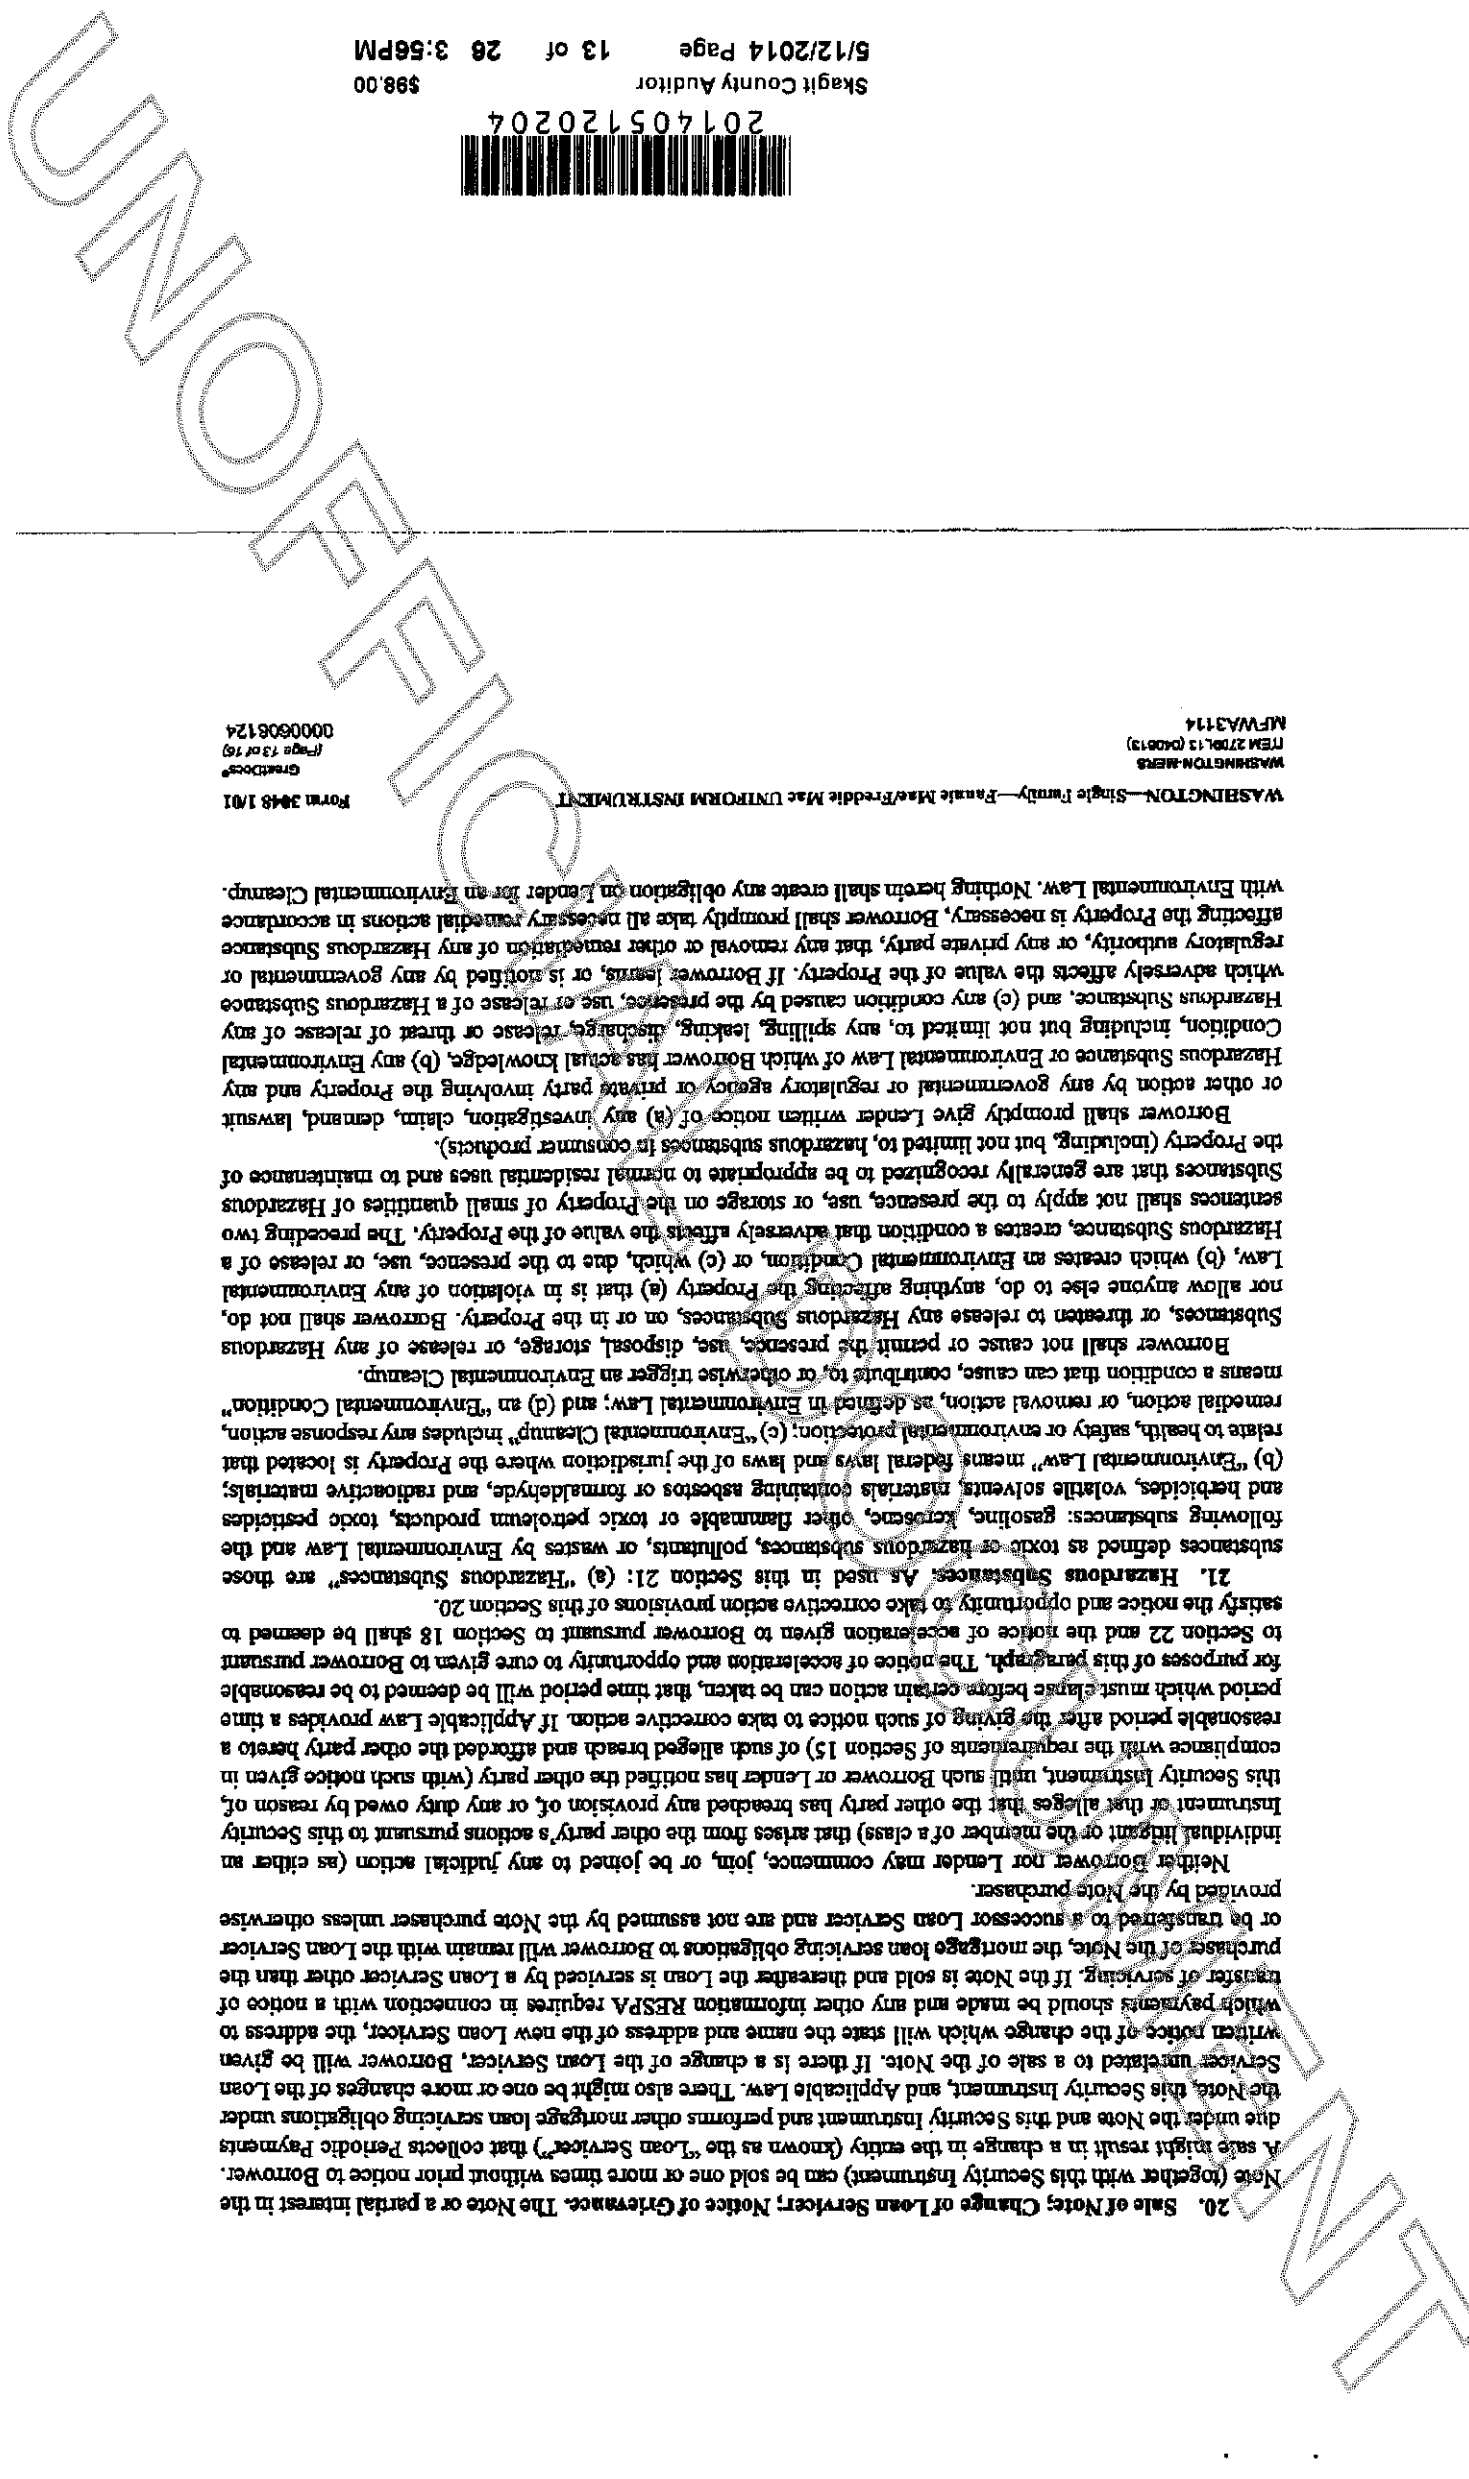 20. Sale of Note; Change of Loan Servicer; Notice of Grievance. The Note or a partial interest in the
Note (together with this Security Instrument) can be sold one or more times without prior notice to Borrower.
A sale might result in a change in the entity (known as the "Loan Servicer") that collects Periodic Payments
due under the Note and this Security Instrument and performs other mortgage loan servicing obligations under
the Note, this Security Instrument, and Applicable Law. There also might be one or more changes of the Loan
Servicer unrelated to a sale of the Note. If there is a change of the Loan Servicer, Borrower will be given
written notice of the change which will state the name and address of the new Loan Servicer, the address to
which payments should be made and any other information RESPA requires in connection with a notice of
transfer of servicing. If the Note is sold and thereafter the Loan is serviced by a Loan Servicer other than the
purchaser of the Note, the mortgage loan servicing obligations to Borrower will remain with the Loan Servicer
or be transferred to a successor Loan Servicer and are not assumed by the Note purchaser unless otherwise
provided by the Note purchaser.
Neither Borrower nor Lender may commence, join, or be joined to any judicial action (as either an
individual litigant or the member of a class) that arises from the other party's actions pursuant to this Security
Instrument or that alleges that the other party has breached any provision of, or any duty owed by reason of,
this Security Instrument, until such Borrower or Lender has notified the other party (with such notice given in
compliance with the requirements of Section 15) of such alleged breach and afforded the other party hereto a
reasonable period after the giving of such notice to take corrective action. If Applicable Law provides a time
period which must elapse before certain action can be taken, that time period will be deemed to be reasonable
for purposes of this paragraph. The notice of acceleration and opportunity to cure given to Borrower pursuant
to Section 22 and the notice of acceleration given to Borrower pursuant to Section 18 shall be deemed to
satisfy the notice and opportunity to take corrective action provisions of this Section 20.
21. Hazardous Substances. As used in this Section 21: (a) "Hazardous Substances" are those
substances defined as toxic or hazardous substances, pollutants, or wastes by Environmental Law and the
following substances: gasoline, kerosene, other flammable or toxic petroleum products, toxic pesticides
and herbicides, volatile solvents, materials containing asbestos or formaldehyde, and radioactive materials;
(b) "Environmental Law" means federal laws and laws of the jurisdiction where the Property is located that
relate to health, safety or environmental protection; (c) "Environmental Cleanup" includes any response action,
remedial action, or removal action, as defined in Environmental Law; and (d) an "Environmental Condition"
means a condition that can cause, contribute to, or otherwise trigger an Environmental Cleanup.
Borrower shall not cause or permit the presence, use, disposal, storage, or release of any Hazardous
Substances, or threaten to release any Hazardous Substances, on or in the Property. Borrower shall not do,
nor allow anyone else to do, anything affecting the Property (a) that is in violation of any Environmental
Law, (b) which creates an Environmental Condition, or (c) which, due to the presence, use, or release of a
Hazardous Substance, creates a condition that adversely affects the value of the Property. The preceding two
sentences shall not apply to the presence, use, or storage on the Property of small quantities of Hazardous
Substances that are generally recognized to be appropriate to normal residential uses and to maintenance of
the Property (including, but not limited to, hazardous substances in consumer products).
Borrower shall promptly give Lender written notice of (a) any investigation, claim, demand, lawsuit
or other action by any governmental or regulatory agency or private party involving the Property and any
Hazardous Substance or Environmental Law of which Borrower has actual knowledge, (b) any Environmental
Condition, including but not limited to, any spilling, leaking, discharge, release or threat of release of any
Hazardous Substance, and (c) any condition caused by the presence, use or release of a Hazardous Substance
which adversely affects the value of the Property. If Borrower learns, or is notified by any governmental or
regulatory authority, or any private party, that any removal or other remediation of any Hazardous Substance
affecting the Property is necessary, Borrower shall promptly take all necessary remedial actions in accordance
with Environmental Law. Nothing herein shall create any obligation on Lender for an Environmental Cleanup.
WASHINGTON—Single Family—Fannie Mae/Freddie Mac UNIFORM INSTRUMENT Form 3048 1/01
WASHINGTON-MERS GreatDocs®
ITEM 2709L13 (040813) (Page 13 of 16)
MFWA3114 0000606124
201405120204
Skagit County Auditor $98.00
5/12/2014 Page 13 of 26 3:56PM
UNOFFICIAL DOCUMENT